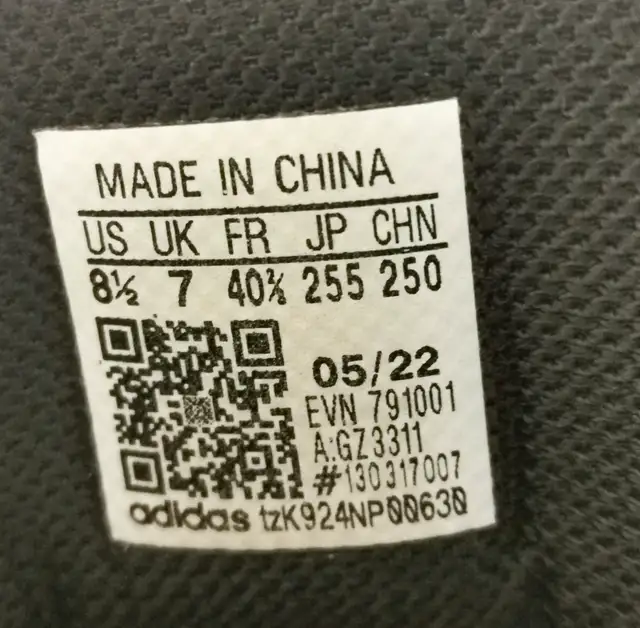 MADE IN CHINA
US UK FR JP CHN
8½ 7 40⅔ 255 250
05/22
EVN 791001
A:GZ3311
#130317007
adidas tzK924NP00630